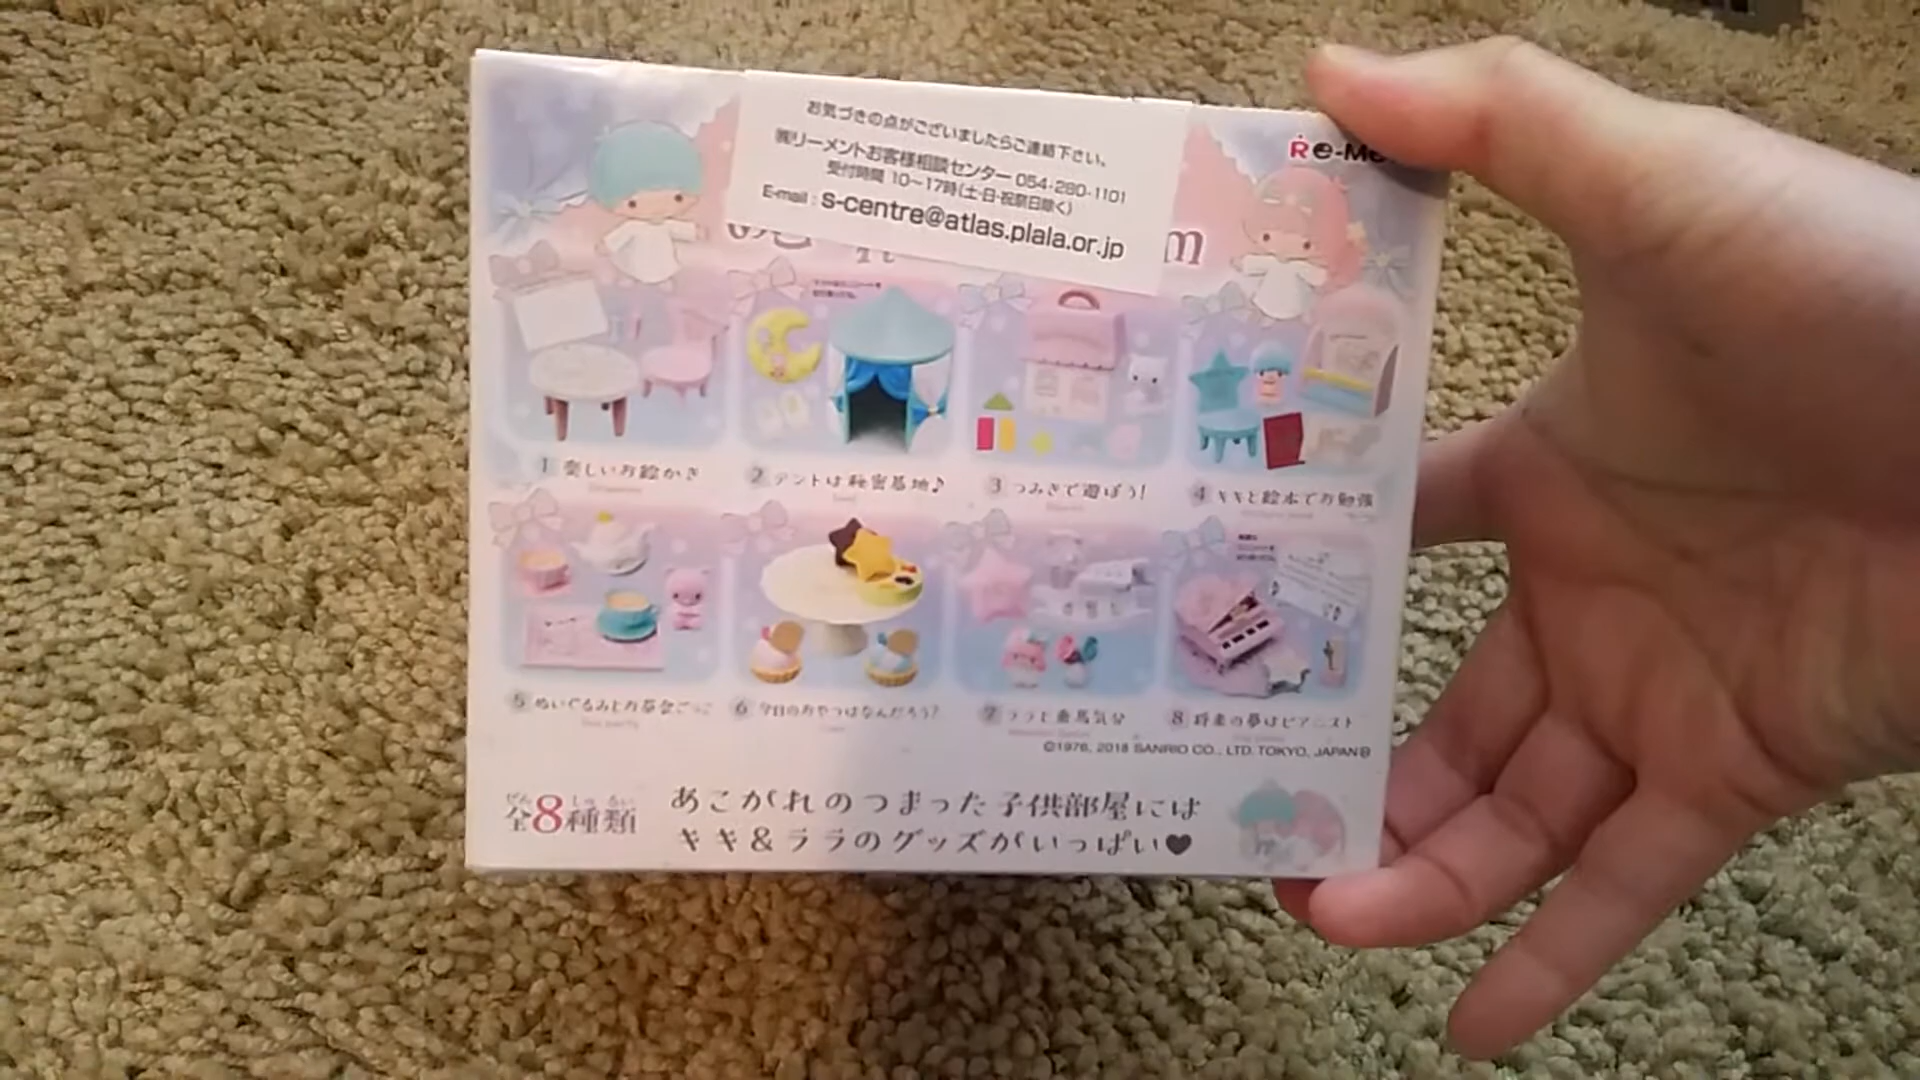 お気づきの点がございましたらご連絡下さい。
㈱リーメントお客様相談センター 054-280-1101
受付時間 10～17時(土・日・祝祭日除く)
E-mail : s-centre@atlas.plala.or.jp
Re-Me
m
1 楽しいお絵かき
2 テントは秘密基地♪
3 つみきで遊ぼう!
4 キキと絵本でお勉強
5 ぬいぐるみとお茶会ごっこ
6 今日のおやつはなんだろう?
7 ララと乗馬気分
8 将来の夢はピアニスト
©1976, 2018 SANRIO CO., LTD. TOKYO, JAPAN
ぜん しゅ るい
全8種類
あこがれのつまった子供部屋には
キキ&ララのグッズがいっぱい♥